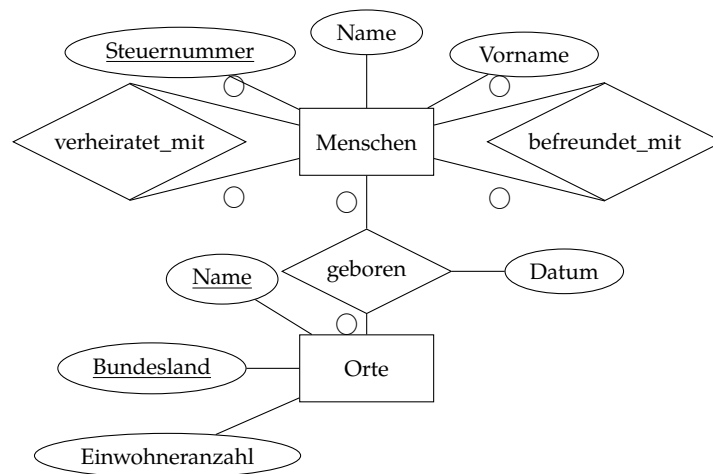 Name
Steuernummer
Vorname
verheiratet_mit
Menschen
befreundet_mit
geboren
Name
Datum
Bundesland
Orte
Einwohneranzahl